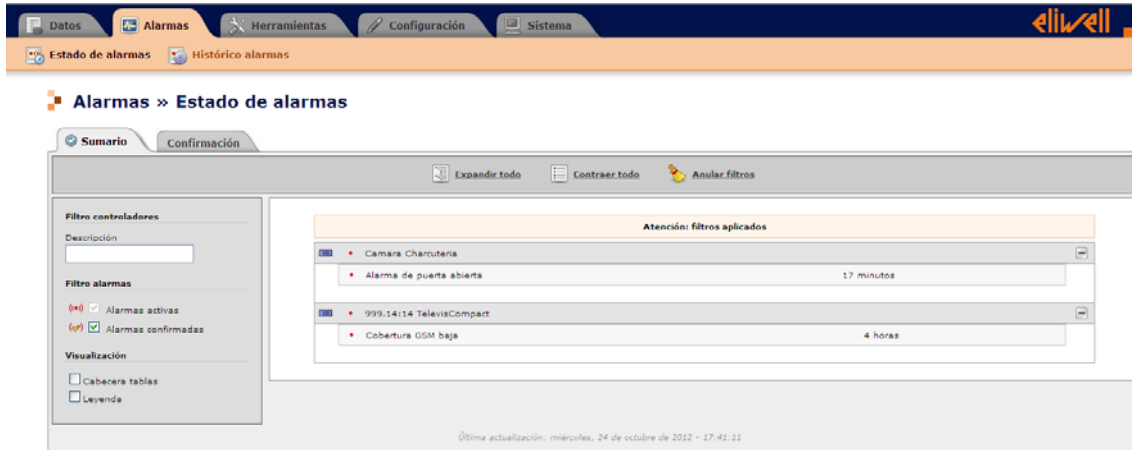 Datos Alarmas Herramientas Configuración Sistema eliwell
Estado de alarmas Histórico alarmas
Alarmas » Estado de alarmas
Sumario Confirmación
Expandir todo Contraer todo Anular filtros
Filtro controladores
Descripción
Filtro alarmas
Alarmas activas
Alarmas confirmadas
Visualización
Cabecera tablas
Leyenda
Atención: filtros aplicados
Camara Charcuteria
Alarma de puerta abierta 17 minutos
999.14:14 TelevisCompact
Cobertura GSM baja 4 horas
Última actualización: miércoles, 24 de octubre de 2012 - 17:41:11